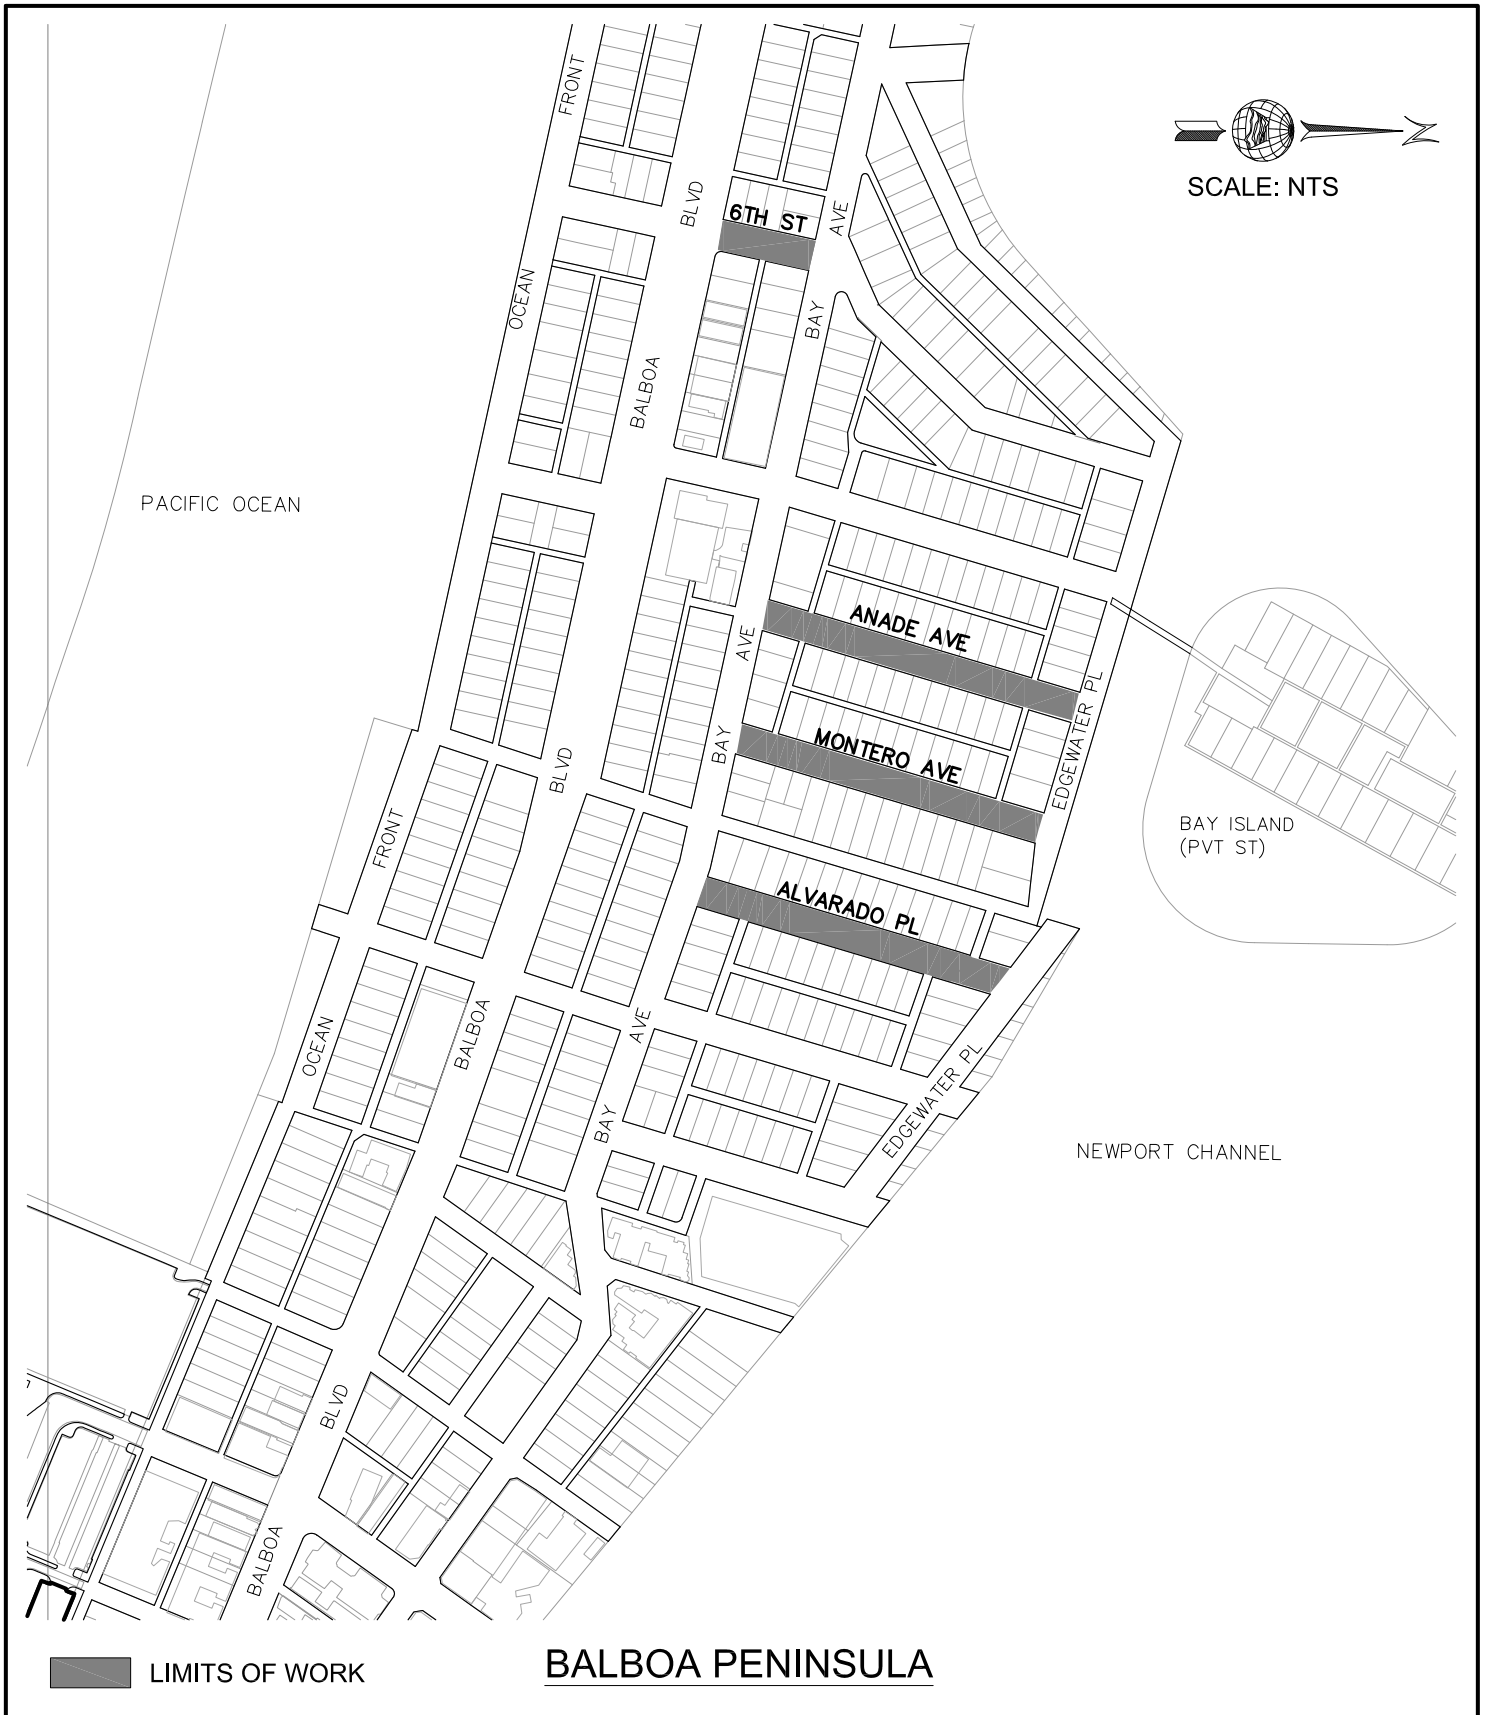 FRONT
SCALE: NTS
BLVD
6TH ST
AVE
OCEAN
BAY
BALBOA
PACIFIC OCEAN
ANADE AVE
AVE
EDGEWATER PL
MONTERO AVE
BAY
BLVD
BAY ISLAND
(PVT ST)
FRONT
ALVARADO PL
OCEAN
BALBOA
AVE
EDGEWATER PL
BAY
NEWPORT CHANNEL
BLVD
BALBOA
LIMITS OF WORK
BALBOA PENINSULA